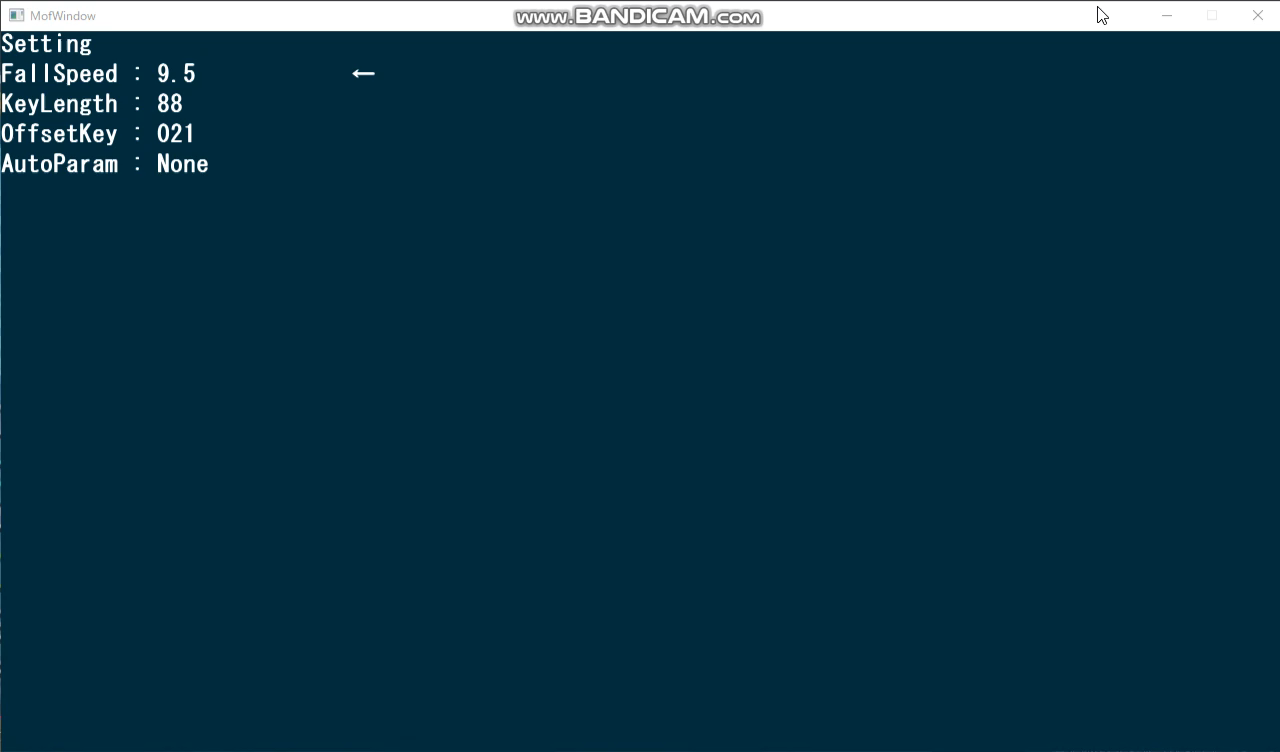 MofWindow
www.BANDICAM.com
Setting
FallSpeed : 9.5 ←
KeyLength : 88
OffsetKey : 021
AutoParam : None